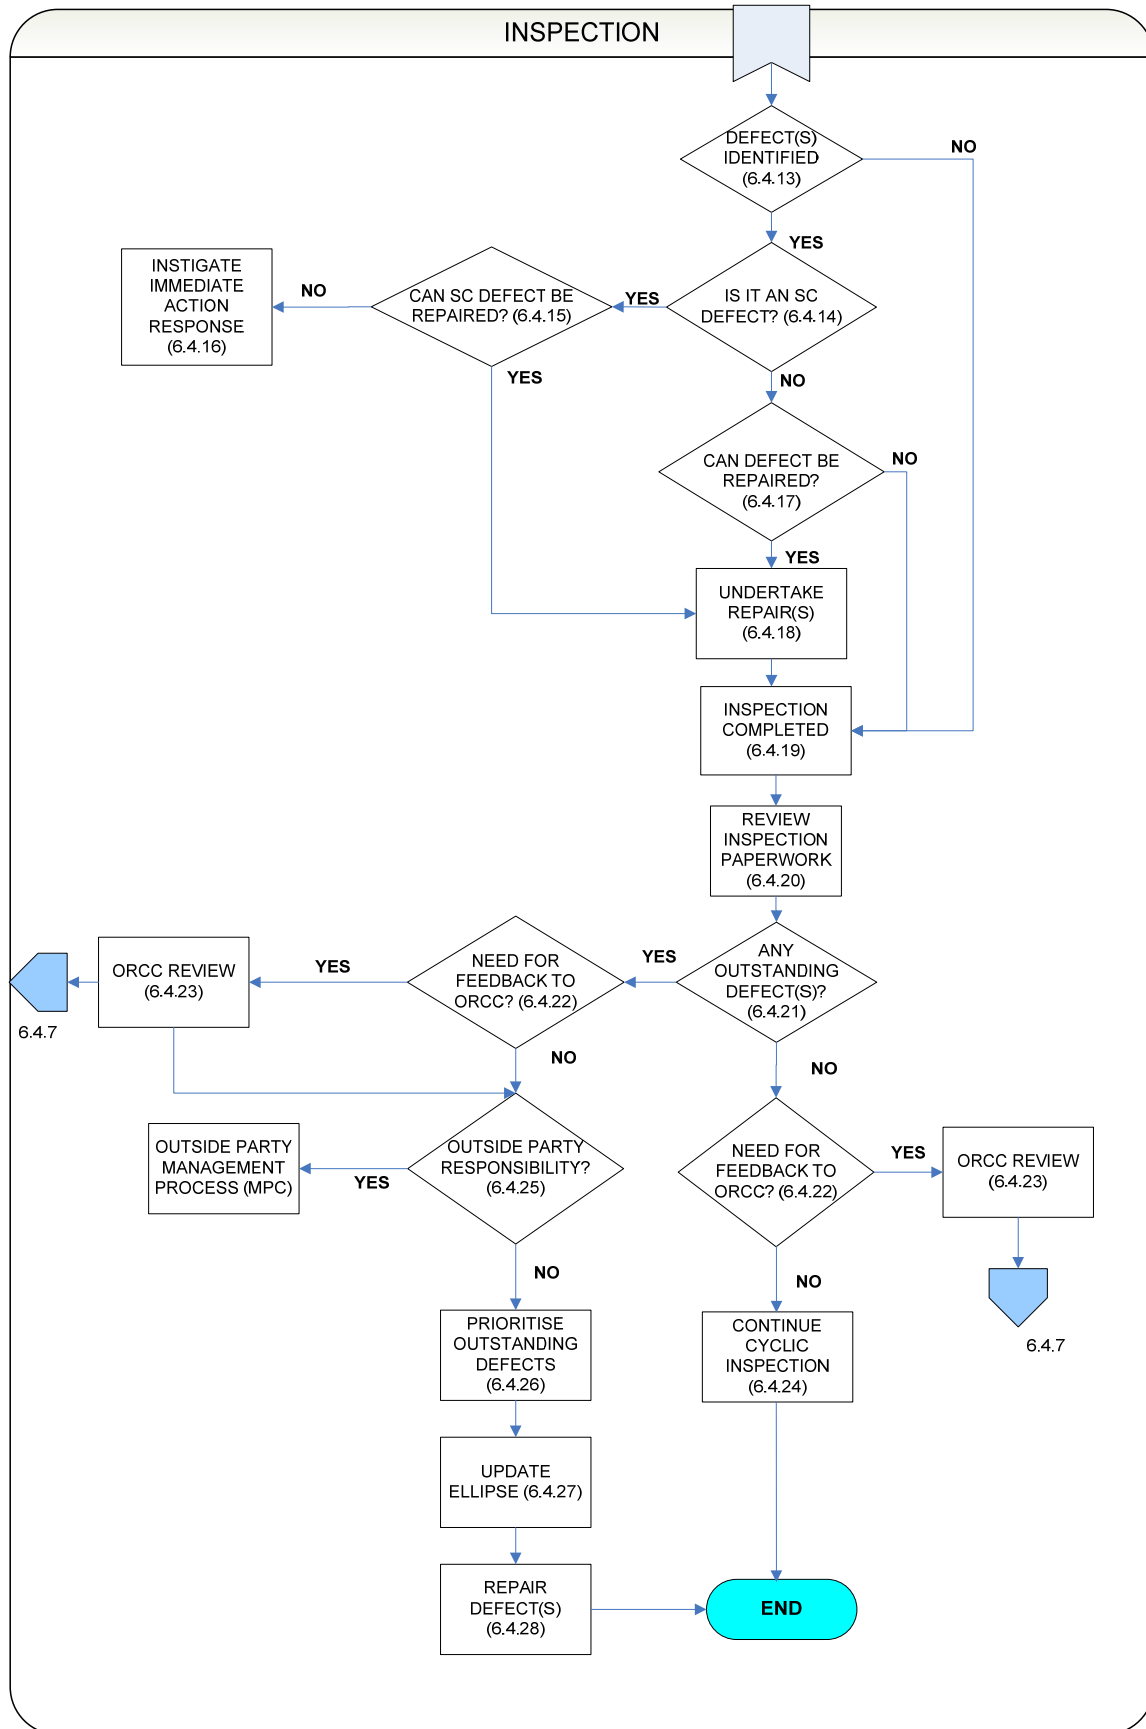 INSPECTION
DEFECT(S)
IDENTIFIED
(6.4.13)
NO
YES
INSTIGATE
IMMEDIATE
ACTION
RESPONSE
(6.4.16)
NO
CAN SC DEFECT BE
REPAIRED? (6.4.15)
YES
IS IT AN SC
DEFECT? (6.4.14)
YES
NO
CAN DEFECT BE
REPAIRED?
(6.4.17)
NO
YES
UNDERTAKE
REPAIR(S)
(6.4.18)
INSPECTION
COMPLETED
(6.4.19)
REVIEW
INSPECTION
PAPERWORK
(6.4.20)
ORCC REVIEW
(6.4.23)
6.4.7
YES
NEED FOR
FEEDBACK TO
ORCC? (6.4.22)
YES
ANY
OUTSTANDING
DEFECT(S)?
(6.4.21)
NO
NO
OUTSIDE PARTY
MANAGEMENT
PROCESS (MPC)
YES
OUTSIDE PARTY
RESPONSIBILITY?
(6.4.25)
NEED FOR
FEEDBACK TO
ORCC? (6.4.22)
YES
ORCC REVIEW
(6.4.23)
NO
NO
6.4.7
PRIORITISE
OUTSTANDING
DEFECTS
(6.4.26)
CONTINUE
CYCLIC
INSPECTION
(6.4.24)
UPDATE
ELLIPSE (6.4.27)
REPAIR
DEFECT(S)
(6.4.28)
END